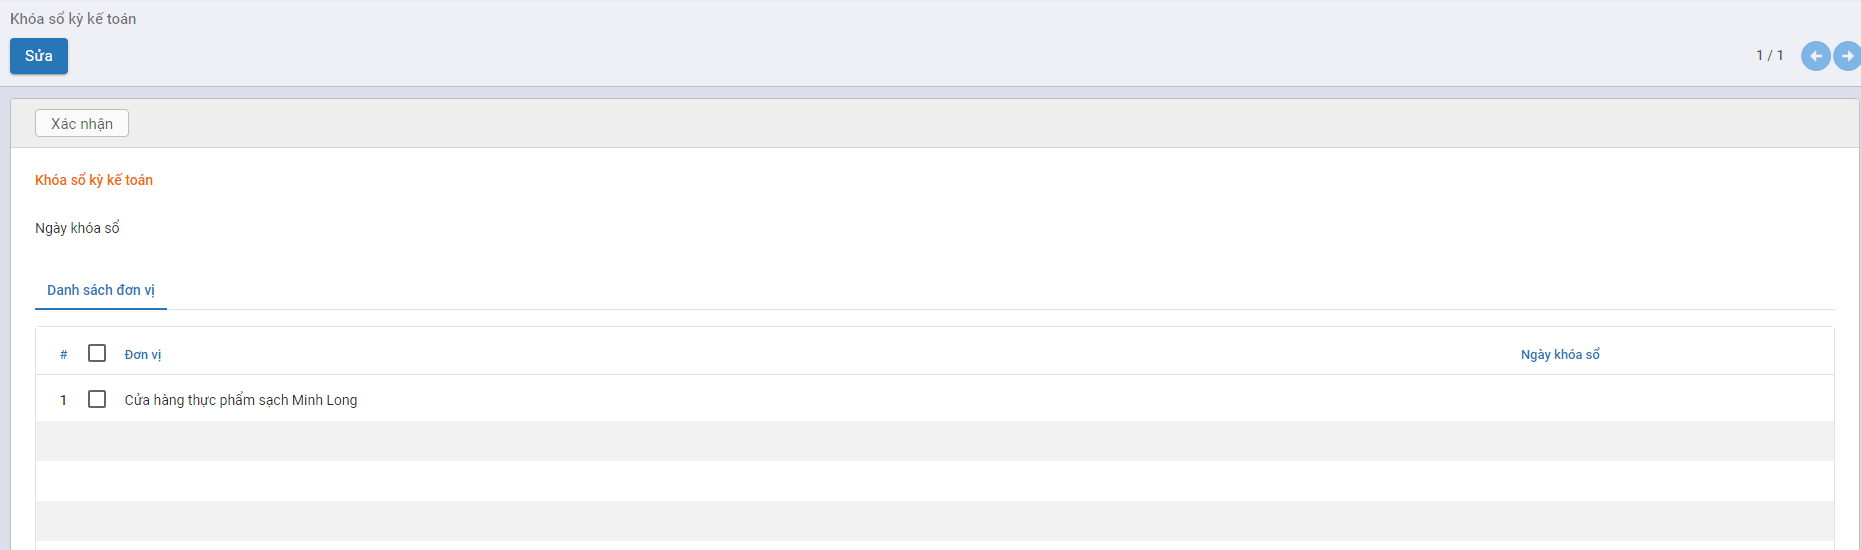 Khóa sổ kỳ kế toán
Sửa
1 / 1
Xác nhận
Khóa sổ kỳ kế toán
Ngày khóa sổ
Danh sách đơn vị
# Đơn vị Ngày khóa sổ
1 Cửa hàng thực phẩm sạch Minh Long